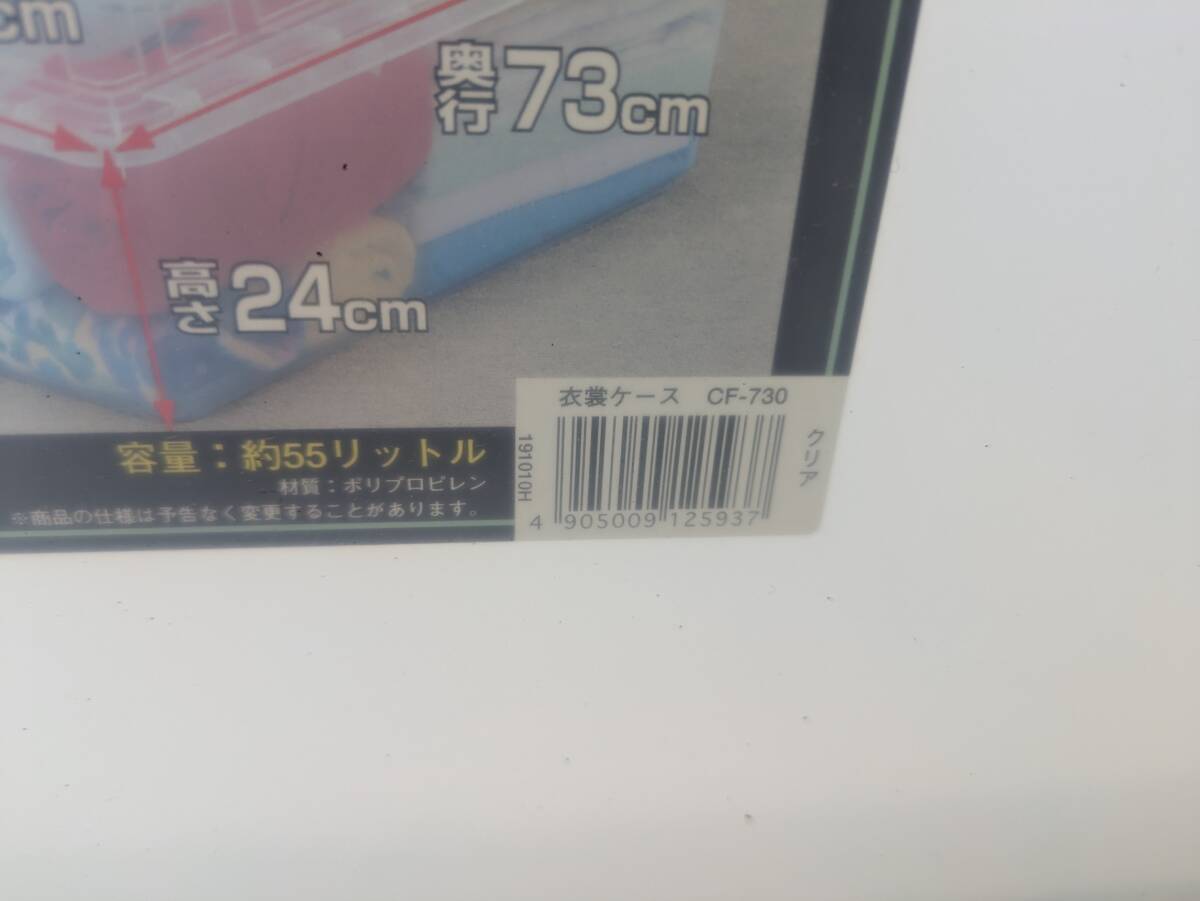 cm
奥行73cm
高さ24cm
容量：約55リットル
材質：ポリプロピレン
※商品の仕様は予告なく変更することがあります。
衣裳ケース CF-730
191010H
クリア
4 905009 125937